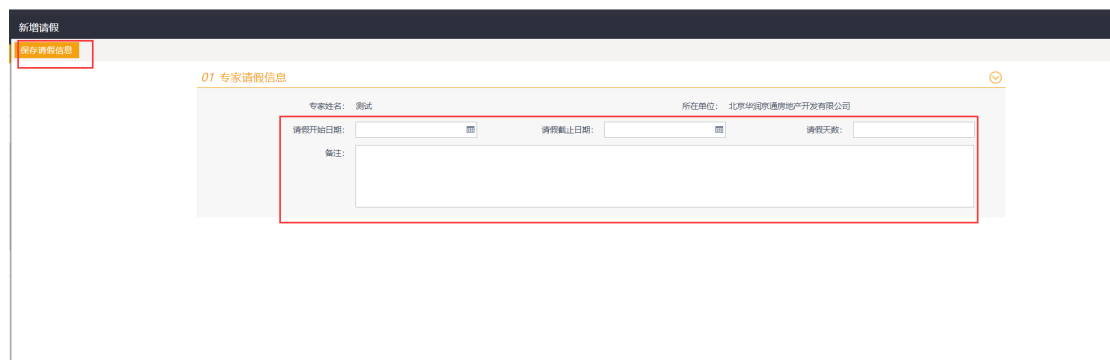 新增请假
保存请假信息
01 专家请假信息
专家姓名： 测试 所在单位： 北京华润京通房地产开发有限公司
请假开始日期： 请假截止日期： 请假天数：
备注：